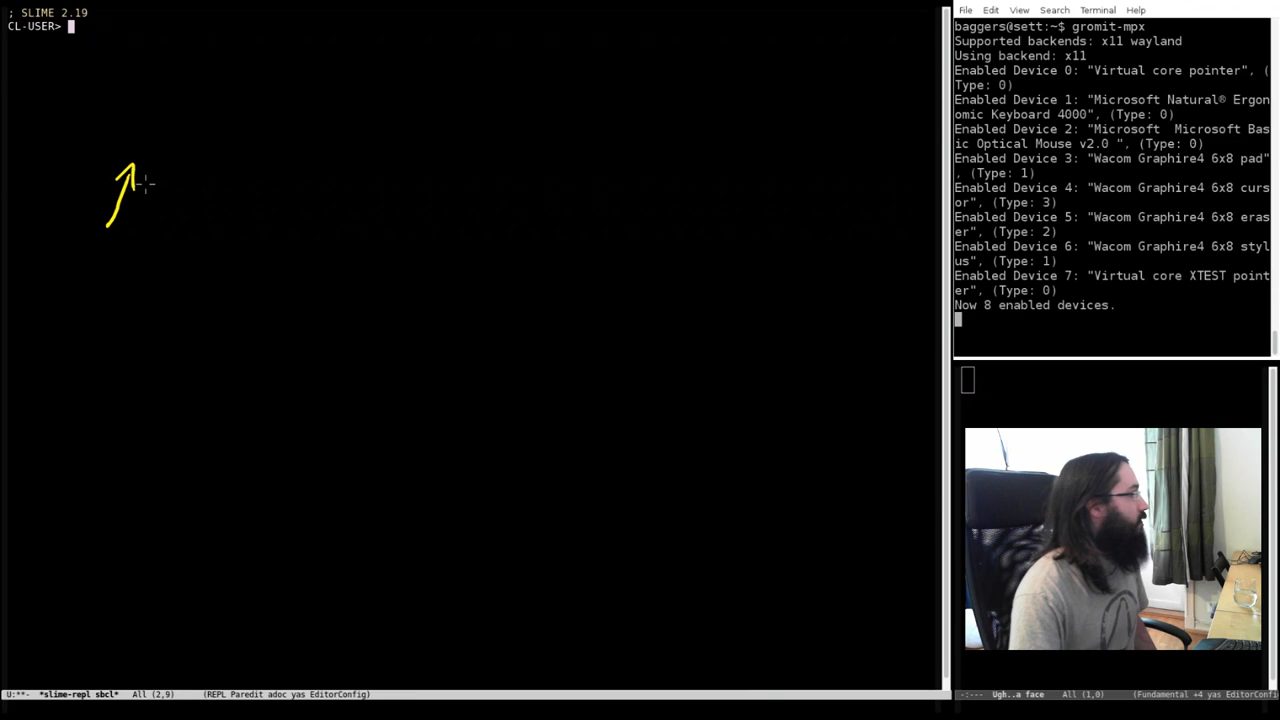 ; SLIME 2.19
CL-USER>
U:**-  *slime-repl sbcl*   All (2,9)      (REPL Paredit adoc yas EditorConfig)
File Edit View Search Terminal Help
baggers@sett:~$ gromit-mpx
Supported backends: x11 wayland
Using backend: x11
Enabled Device 0: "Virtual core pointer", (
Type: 0)
Enabled Device 1: "Microsoft Natural® Ergon
omic Keyboard 4000", (Type: 0)
Enabled Device 2: "Microsoft  Microsoft Bas
ic Optical Mouse v2.0 ", (Type: 0)
Enabled Device 3: "Wacom Graphire4 6x8 pad"
, (Type: 1)
Enabled Device 4: "Wacom Graphire4 6x8 curs
or", (Type: 3)
Enabled Device 5: "Wacom Graphire4 6x8 eras
er", (Type: 2)
Enabled Device 6: "Wacom Graphire4 6x8 styl
us", (Type: 1)
Enabled Device 7: "Virtual core XTEST point
er", (Type: 0)
Now 8 enabled devices.
-:---  Ugh..a face    All (1,0)      (Fundamental +4 yas EditorConfi